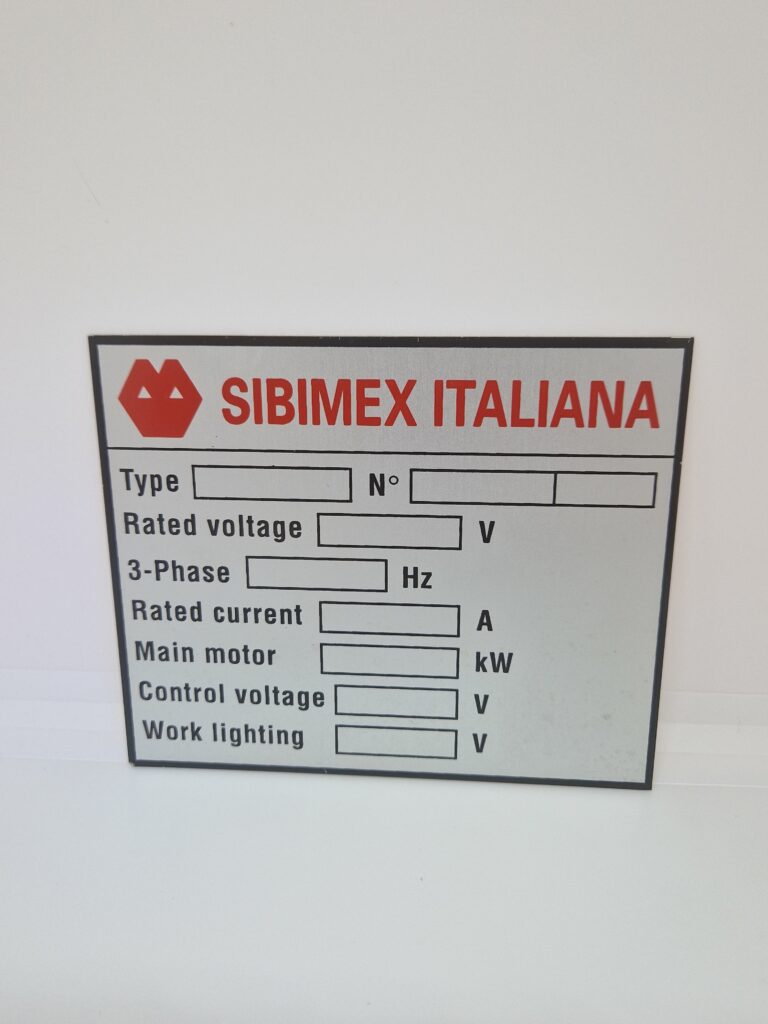 SIBIMEX ITALIANA
Type N°
Rated voltage V
3-Phase Hz
Rated current A
Main motor kW
Control voltage V
Work lighting V